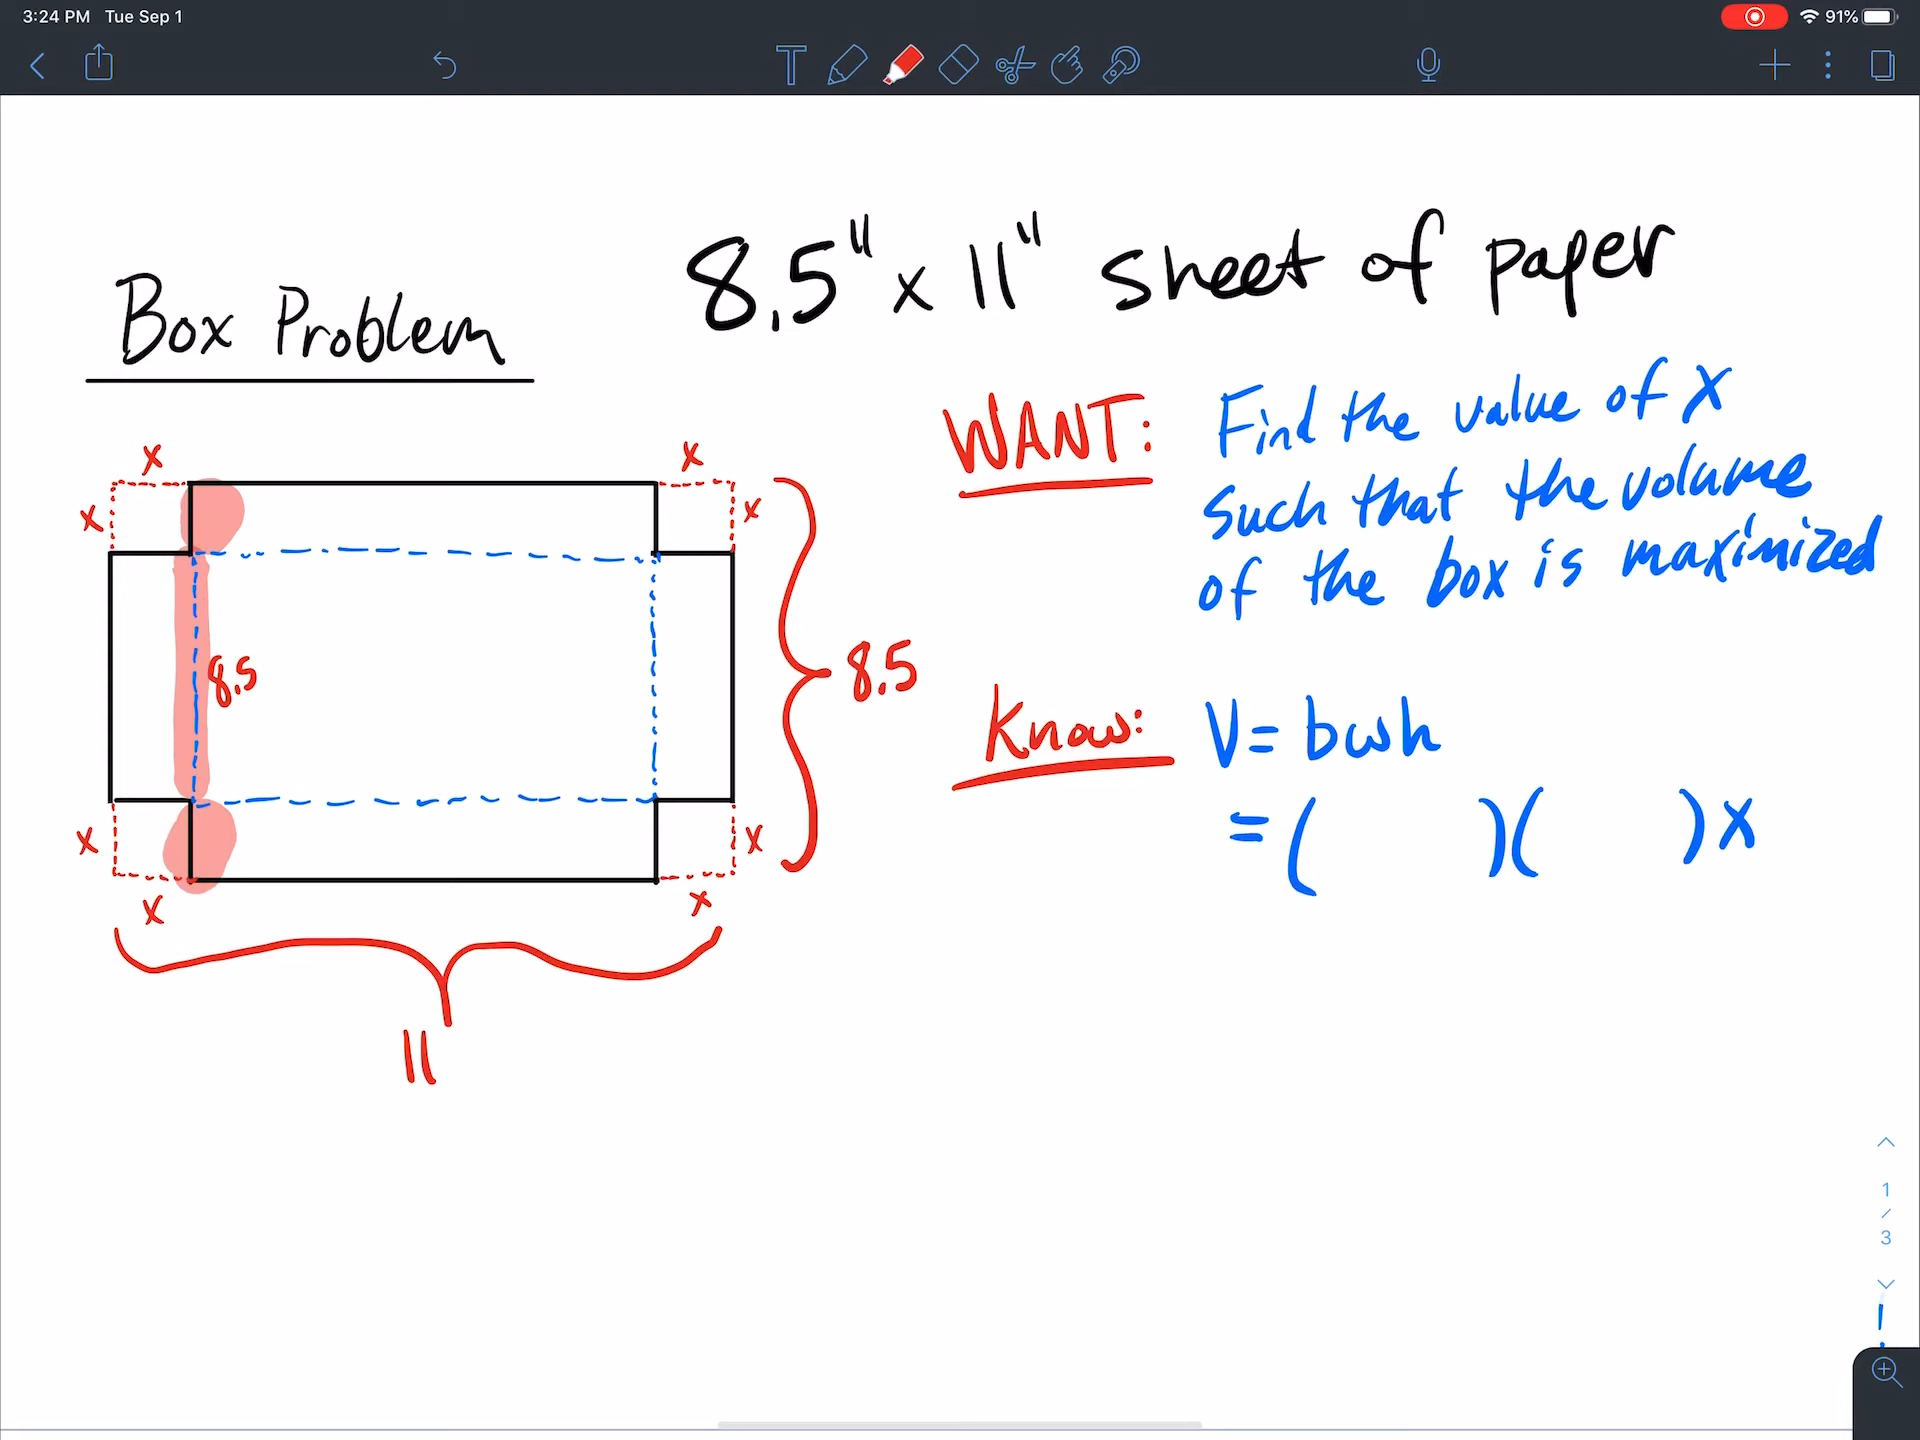 3:24 PM Tue Sep 1
91%
T
8.5" x 11" sheet of paper
Box Problem
WANT: Find the value of x
such that the volume
of the box is maximized
x
x
x
x
8.5
8.5
Know: V = bwh
= ( )( ) x
x
x
x
x
11
1
/
3